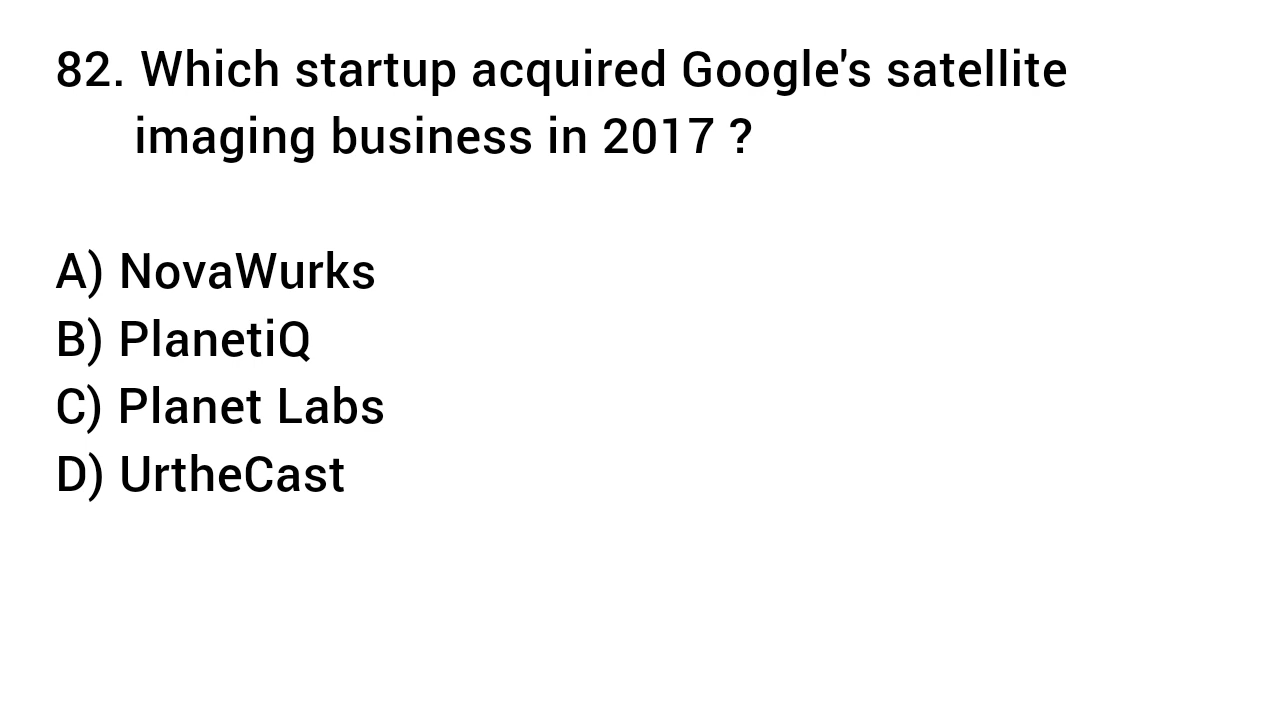 82. Which startup acquired Google's satellite
imaging business in 2017 ?
A) NovaWurks
B) PlanetiQ
C) Planet Labs
D) UrtheCast